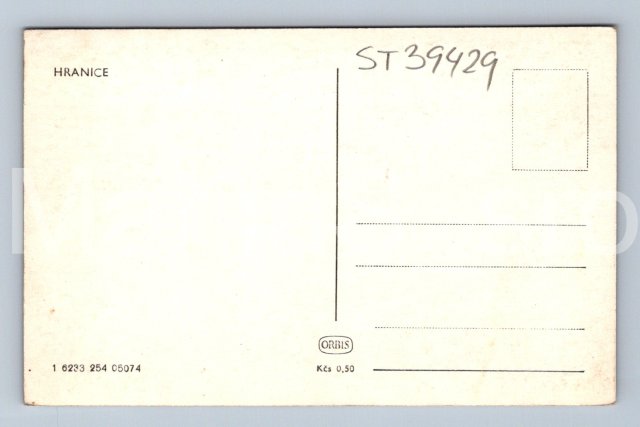 HRANICE
ST39429
ORBIS
1 6233 254 05074
Kčs 0,50